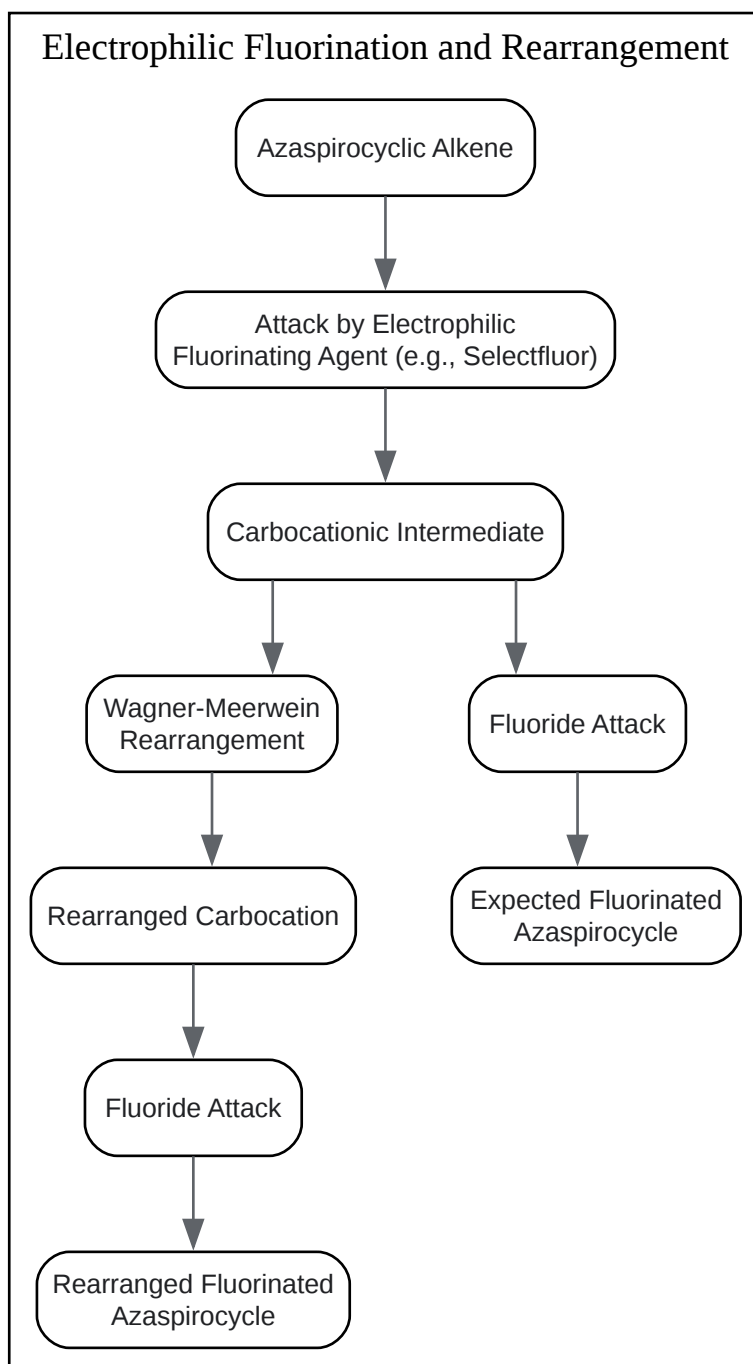 Electrophilic Fluorination and Rearrangement
Azaspirocyclic Alkene
Attack by Electrophilic
Fluorinating Agent (e.g., Selectfluor)
Carbocationic Intermediate
Wagner-Meerwein
Rearrangement
Fluoride Attack
Rearranged Carbocation
Expected Fluorinated
Azaspirocycle
Fluoride Attack
Rearranged Fluorinated
Azaspirocycle